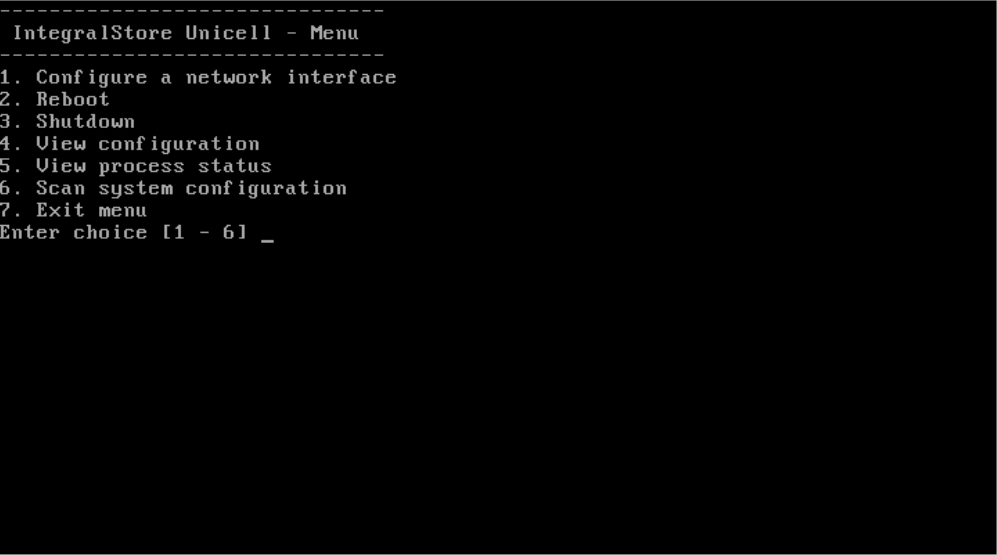 -------------------------------
IntegralStore Unicell - Menu
-------------------------------
1. Configure a network interface
2. Reboot
3. Shutdown
4. View configuration
5. View process status
6. Scan system configuration
7. Exit menu
Enter choice [1 - 6] _